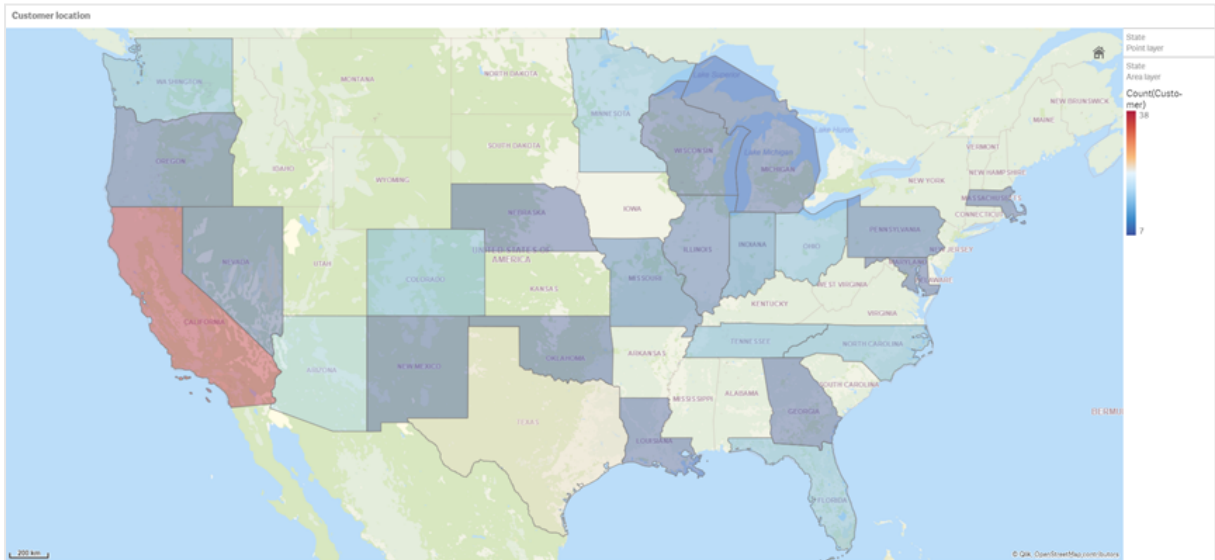 Customer location
State
Point layer
State
Area layer
Count(Custo-
mer)
38
7
WASHINGTON
MONTANA
NORTH DAKOTA
MINNESOTA
Lake Superior
NEW BRUNSWICK
MAINE
OREGON
IDAHO
WYOMING
SOUTH DAKOTA
WISCONSIN
Lake Michigan
MICHIGAN
Lake Huron
VERMONT
NEW HAMPSHIRE
NEW YORK
MASSACHUSETTS
CONNECTICUT
NEBRASKA
IOWA
NEVADA
UTAH
COLORADO
UNITED STATES OF
AMERICA
KANSAS
MISSOURI
ILLINOIS
INDIANA
OHIO
PENNSYLVANIA
NEW JERSEY
MARYLAND
DELAWARE
WEST VIRGINIA
KENTUCKY
VIRGINIA
CALIFORNIA
ARIZONA
NEW MEXICO
OKLAHOMA
ARKANSAS
TENNESSEE
NORTH CAROLINA
SOUTH CAROLINA
TEXAS
MISSISSIPPI
ALABAMA
GEORGIA
LOUISIANA
FLORIDA
200 km
© Qlik, OpenStreetMap contributors